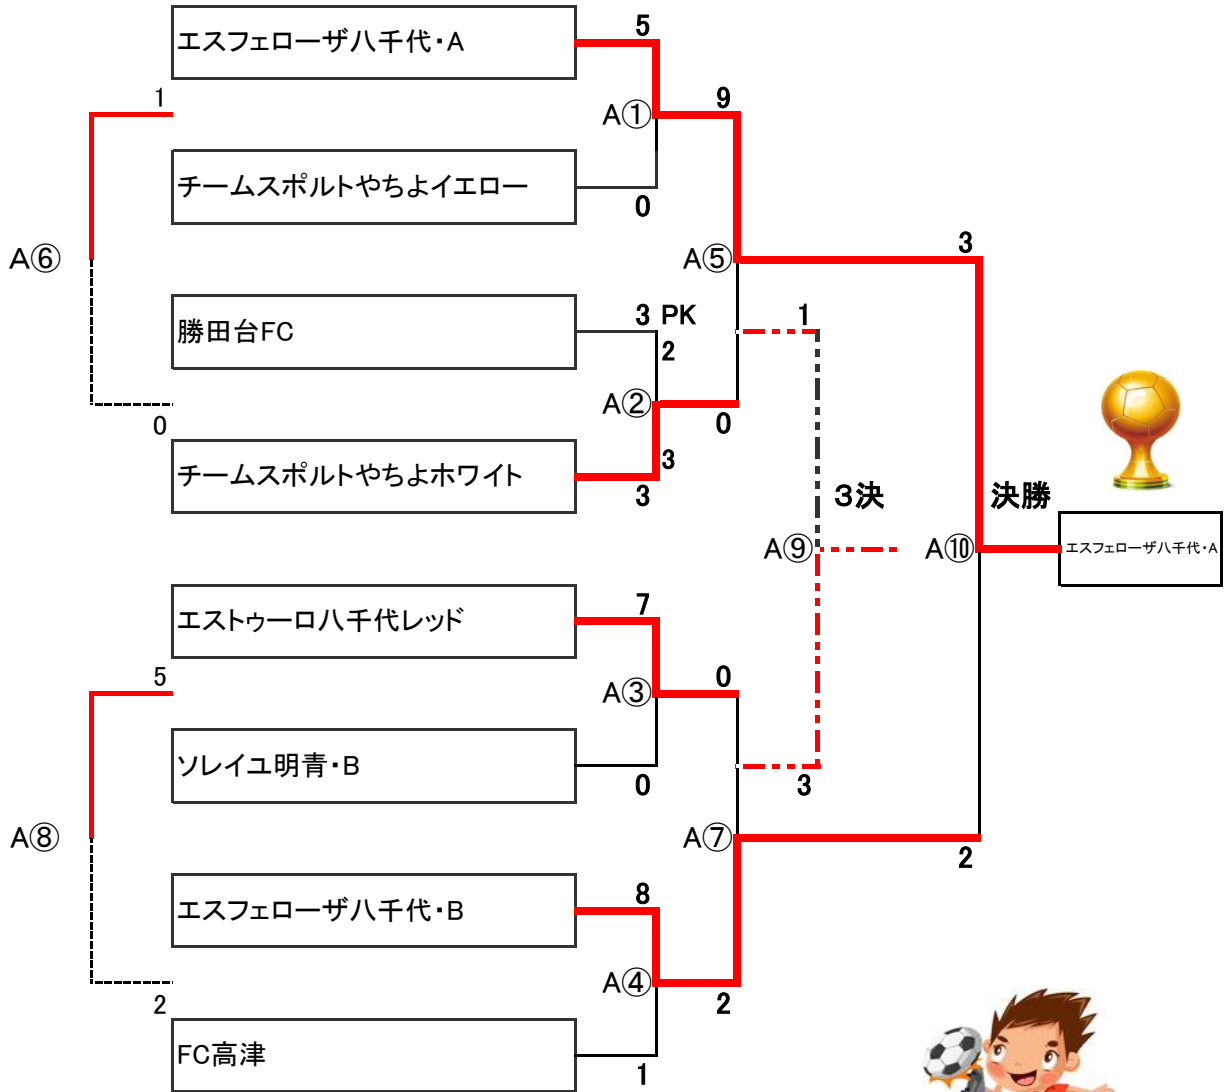 エスフェローザ八千代・A
5
1
A①
9
チームスポルトやちよイエロー
0
A⑥
A⑤
3
勝田台FC
3 PK
2
1
A②
0
0
チームスポルトやちよホワイト
3
3
3決
決勝
A⑨
A⑩
エスフェローザ八千代・A
エストゥーロ八千代レッド
7
5
A③
0
ソレイユ明青・B
0
3
A⑧
A⑦
2
エスフェローザ八千代・B
8
A④
2
2
FC高津
1